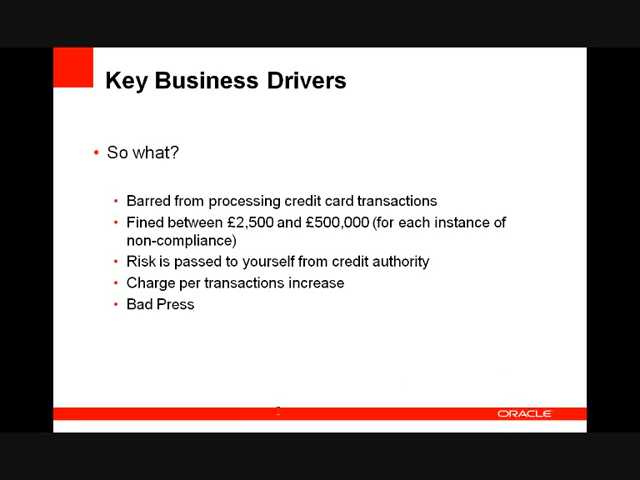 Key Business Drivers
• So what?
• Barred from processing credit card transactions
• Fined between £2,500 and £500,000 (for each instance of
non-compliance)
• Risk is passed to yourself from credit authority
• Charge per transactions increase
• Bad Press
ORACLE